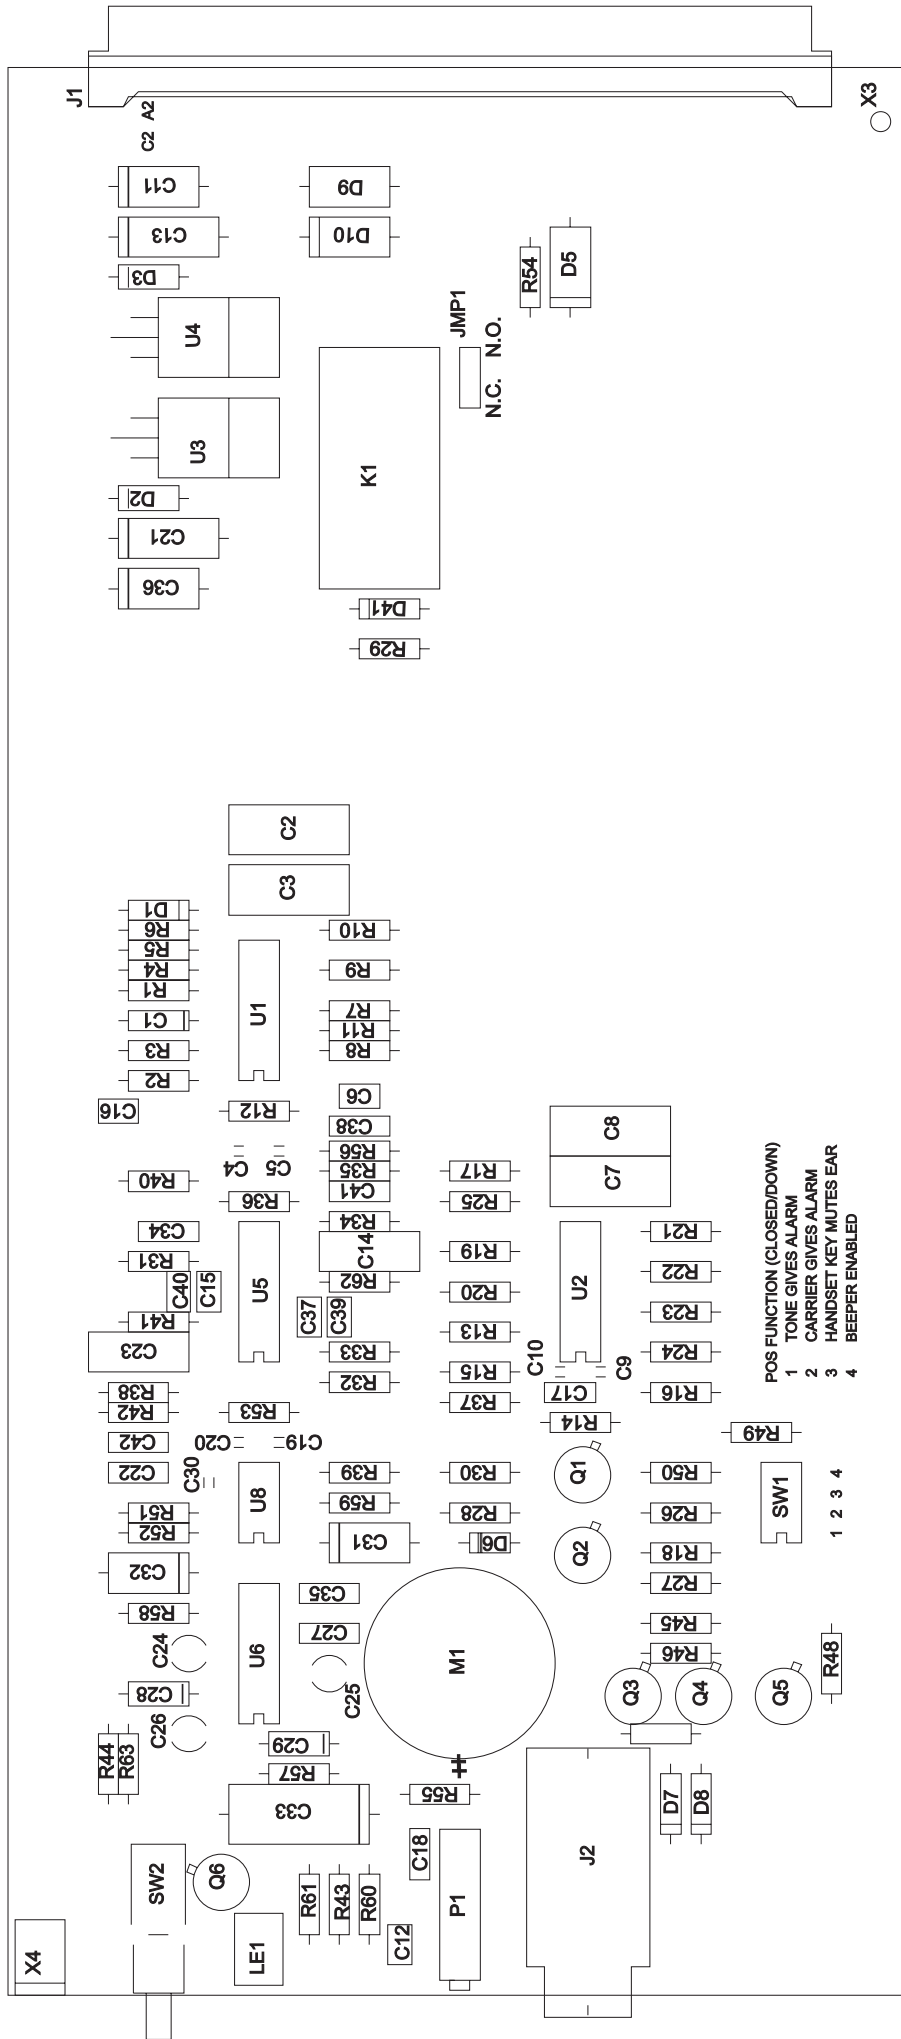 J1
X3
C2 A2
C11
D9
C13
D10
D3
R54
D5
U4
JMP1
N.C. N.O.
U3
K1
D2
C21
C36
D41
R29
C2
C3
D1
R6
R5
R4
R1
C1
R3
R2
U1
R10
R9
R7
R11
R8
C16
R12
C6
C38
C4
C5
R56
R35
C41
R17
C8
C7
R40
R36
R25
C34
R34
R31
C14
R19
R21
C40
C15
U5
R62
R20
U2
R22
R41
C37
C39
R13
R23
C23
R33
R15
C10
C9
R24
R38
R32
R37
C17
R16
R42
R53
R14
C42
C20
C19
R49
C22
C30
U8
R39
R30
Q1
R50
SW1
R51
R59
R28
R26
R52
C31
D6
Q2
R18
C32
C35
R27
R58
U6
C27
M1
R45
C24
C25
R46
R48
C28
Q3
Q4
Q5
C26
C29
R44
R63
R57
+
R55
D7
D8
C33
C18
J2
SW2
Q6
R61
R43
R60
P1
C12
X4
LE1
POS FUNCTION (CLOSED/DOWN)
1 TONE GIVES ALARM
2 CARRIER GIVES ALARM
3 HANDSET KEY MUTES EAR
4 BEEPER ENABLED
1 2 3 4